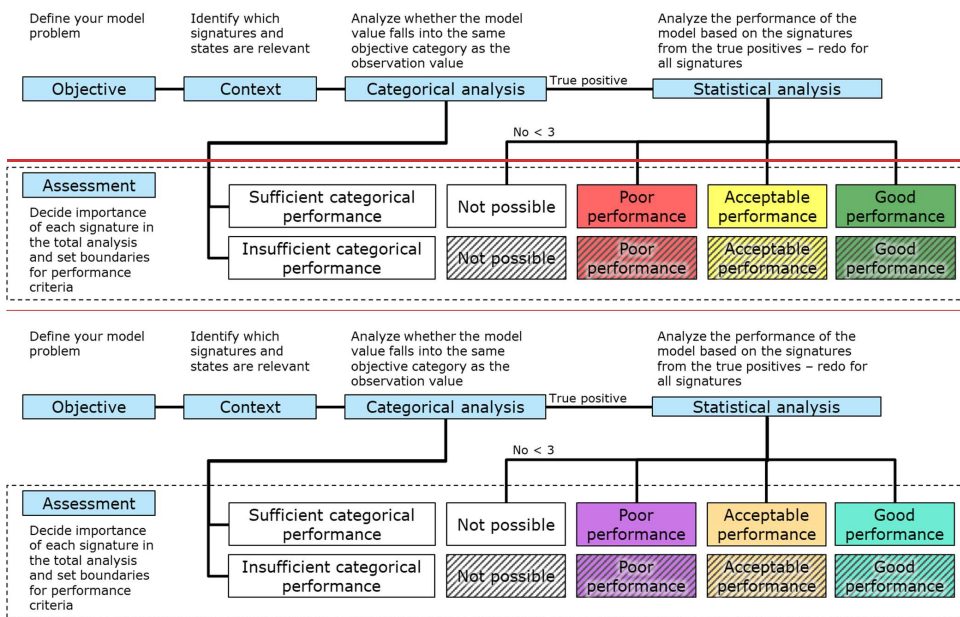 Define your model
problem
Identify which
signatures and
states are relevant
Analyze whether the model
value falls into the same
objective category as the
observation value
Analyze the performance of the
model based on the signatures
from the true positives – redo for
all signatures
Objective
Context
Categorical analysis
True positive
Statistical analysis
No < 3
Assessment
Decide importance
of each signature in
the total analysis
and set boundaries
for performance
criteria
Sufficient categorical
performance
Not possible
Poor
performance
Acceptable
performance
Good
performance
Insufficient categorical
performance
Not possible
Poor
performance
Acceptable
performance
Good
performance
Define your model
problem
Identify which
signatures and
states are relevant
Analyze whether the model
value falls into the same
objective category as the
observation value
Analyze the performance of the
model based on the signatures
from the true positives – redo for
all signatures
Objective
Context
Categorical analysis
True positive
Statistical analysis
No < 3
Assessment
Decide importance
of each signature in
the total analysis
and set boundaries
for performance
criteria
Sufficient categorical
performance
Not possible
Poor
performance
Acceptable
performance
Good
performance
Insufficient categorical
performance
Not possible
Poor
performance
Acceptable
performance
Good
performance